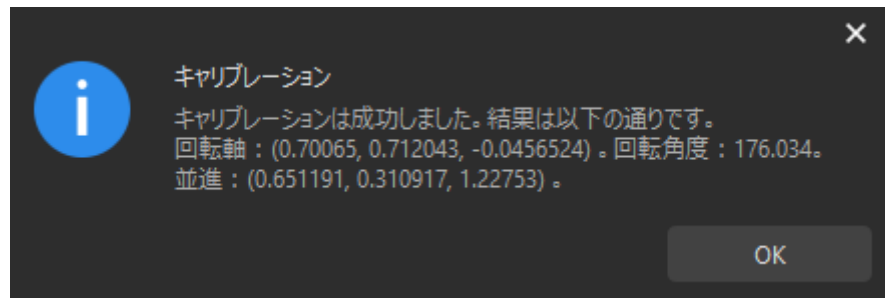 キャリブレーション
キャリブレーションは成功しました。結果は以下の通りです。
回転軸：(0.70065, 0.712043, -0.0456524) 。回転角度：176.034。
並進：(0.651191, 0.310917, 1.22753) 。
OK